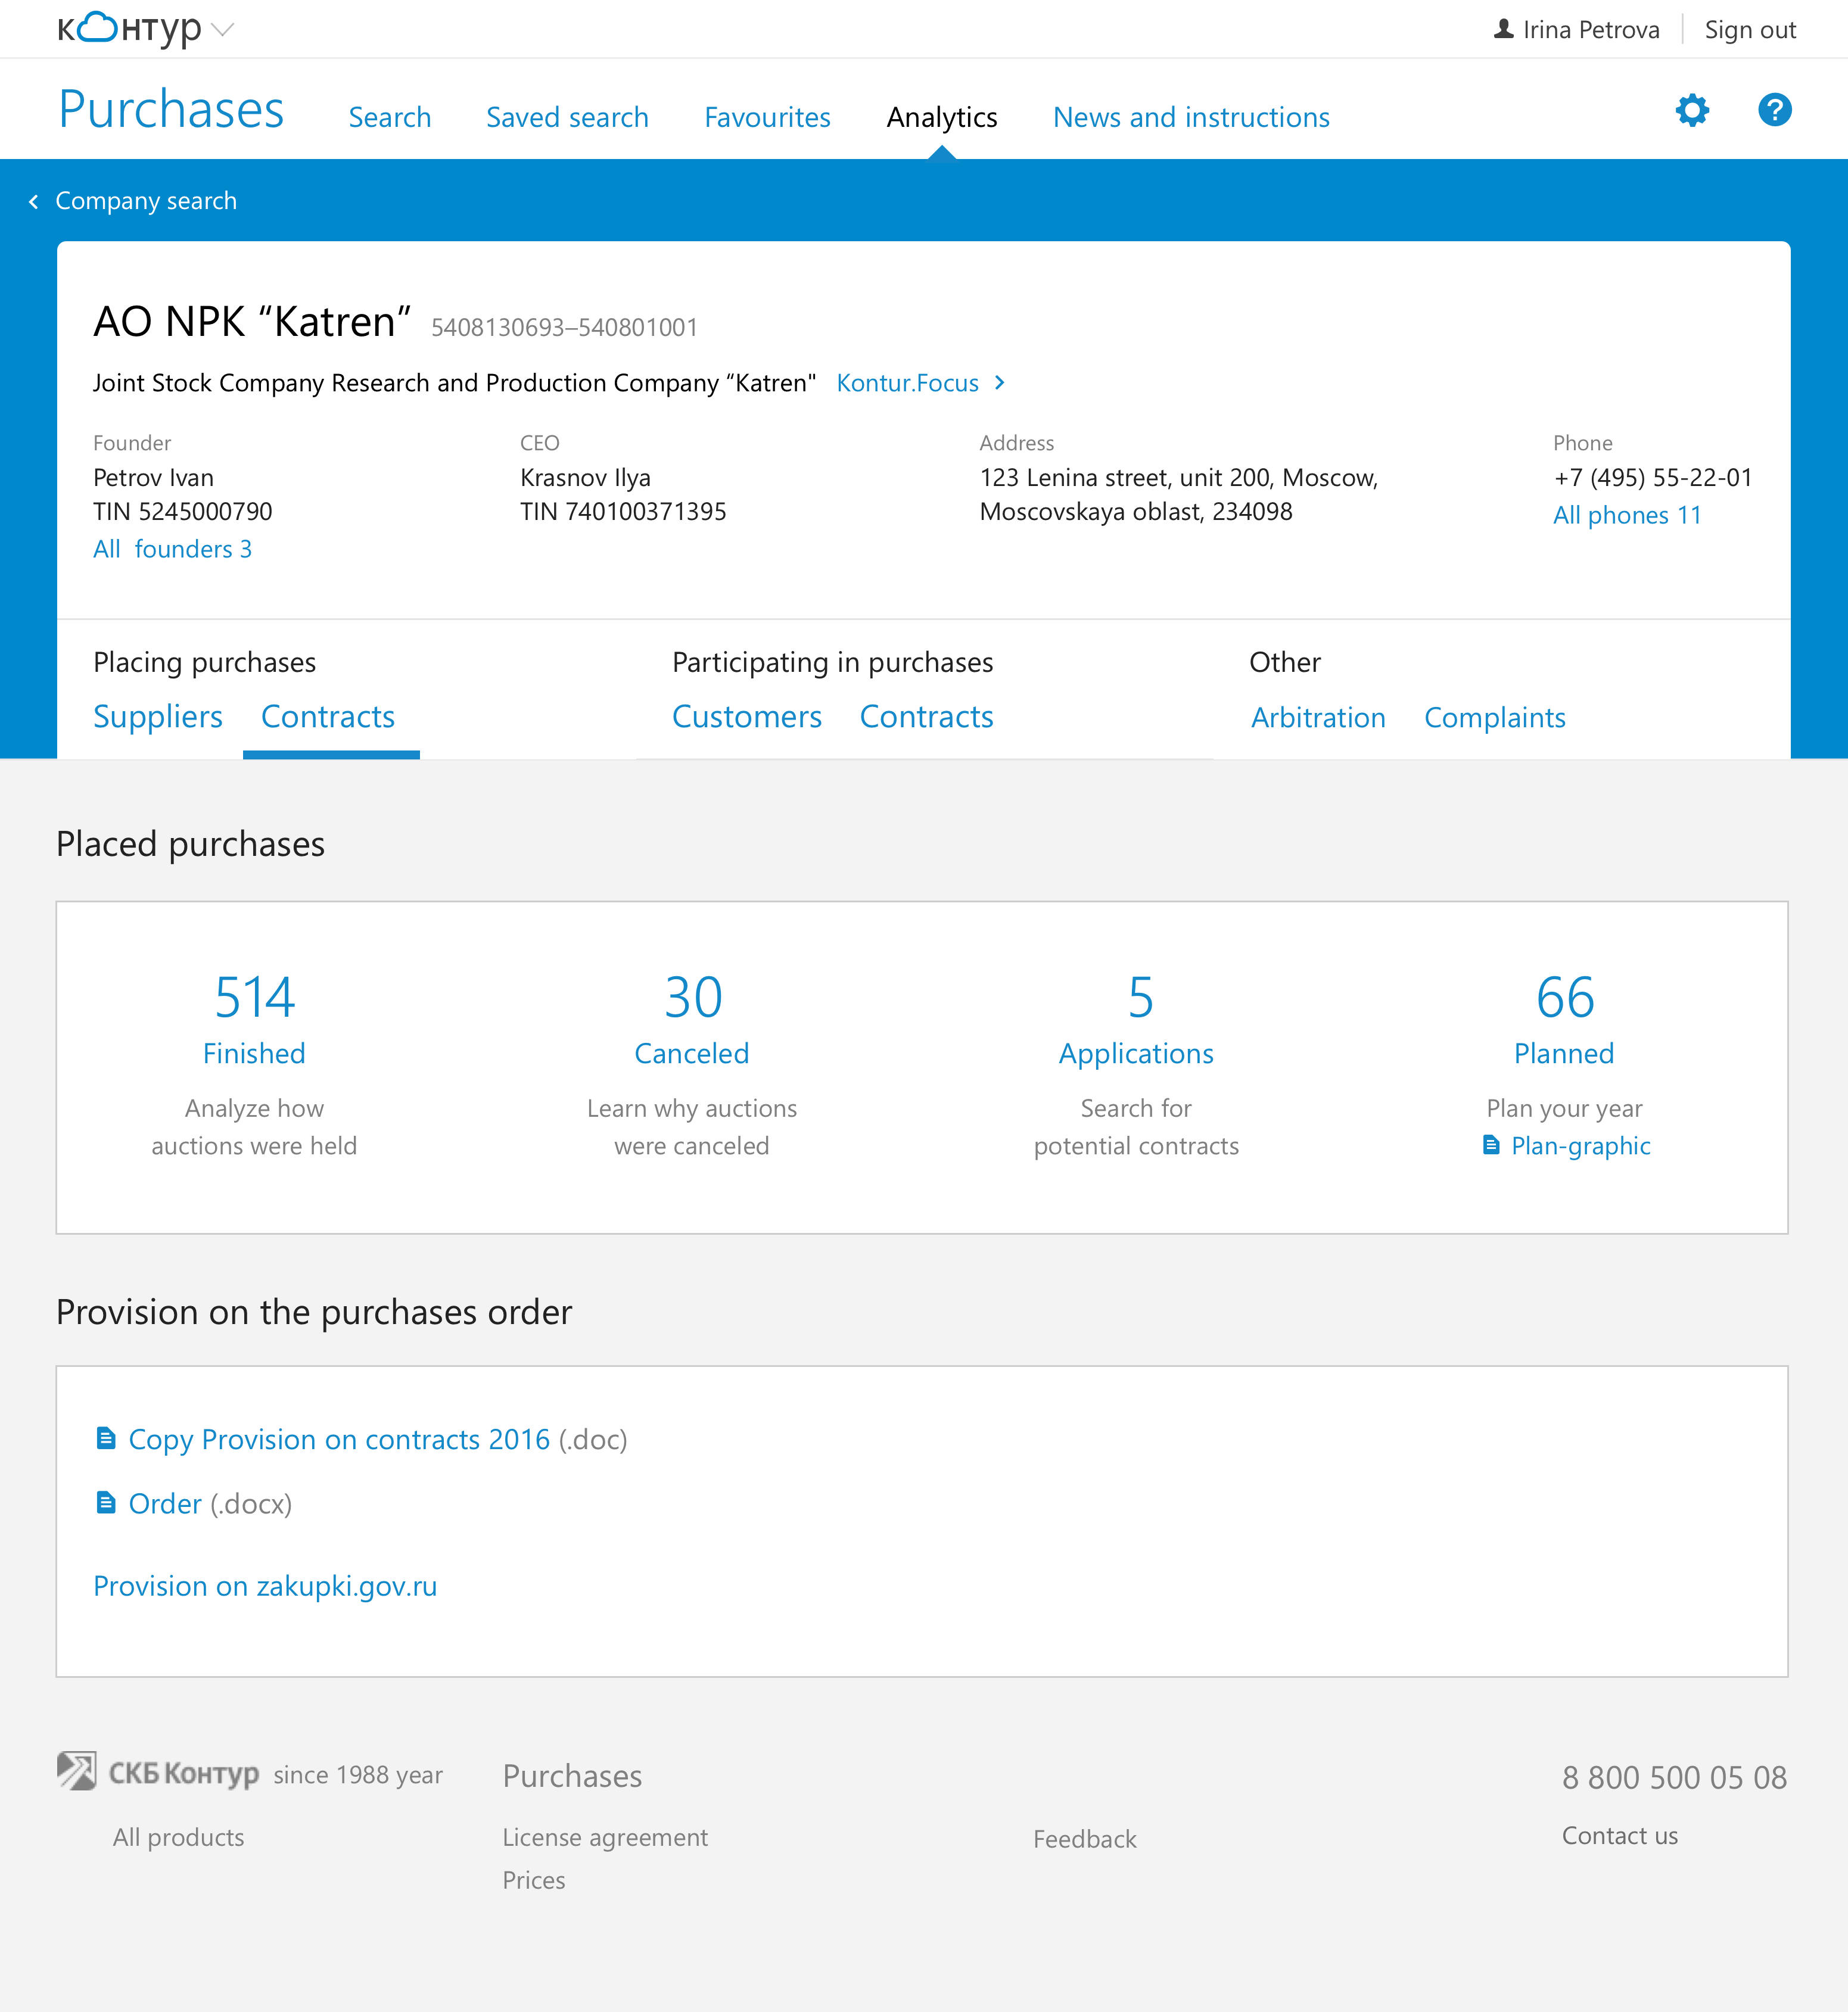 контур
Irina Petrova
Sign out
Purchases
Search
Saved search
Favourites
Analytics
News and instructions
?
Company search
AO NPK “Katren” 5408130693–540801001
Joint Stock Company Research and Production Company “Katren" Kontur.Focus
Founder
Petrov Ivan
TIN 5245000790
All founders 3
CEO
Krasnov Ilya
TIN 740100371395
Address
123 Lenina street, unit 200, Moscow,
Moscovskaya oblast, 234098
Phone
+7 (495) 55-22-01
All phones 11
Placing purchases
Suppliers Contracts
Participating in purchases
Customers Contracts
Other
Arbitration Complaints
Placed purchases
514
Finished
Analyze how
auctions were held
30
Canceled
Learn why auctions
were canceled
5
Applications
Search for
potential contracts
66
Planned
Plan your year
Plan-graphic
Provision on the purchases order
Copy Provision on contracts 2016 (.doc)
Order (.docx)
Provision on zakupki.gov.ru
СКБ Контур since 1988 year
All products
Purchases
License agreement
Prices
Feedback
8 800 500 05 08
Contact us